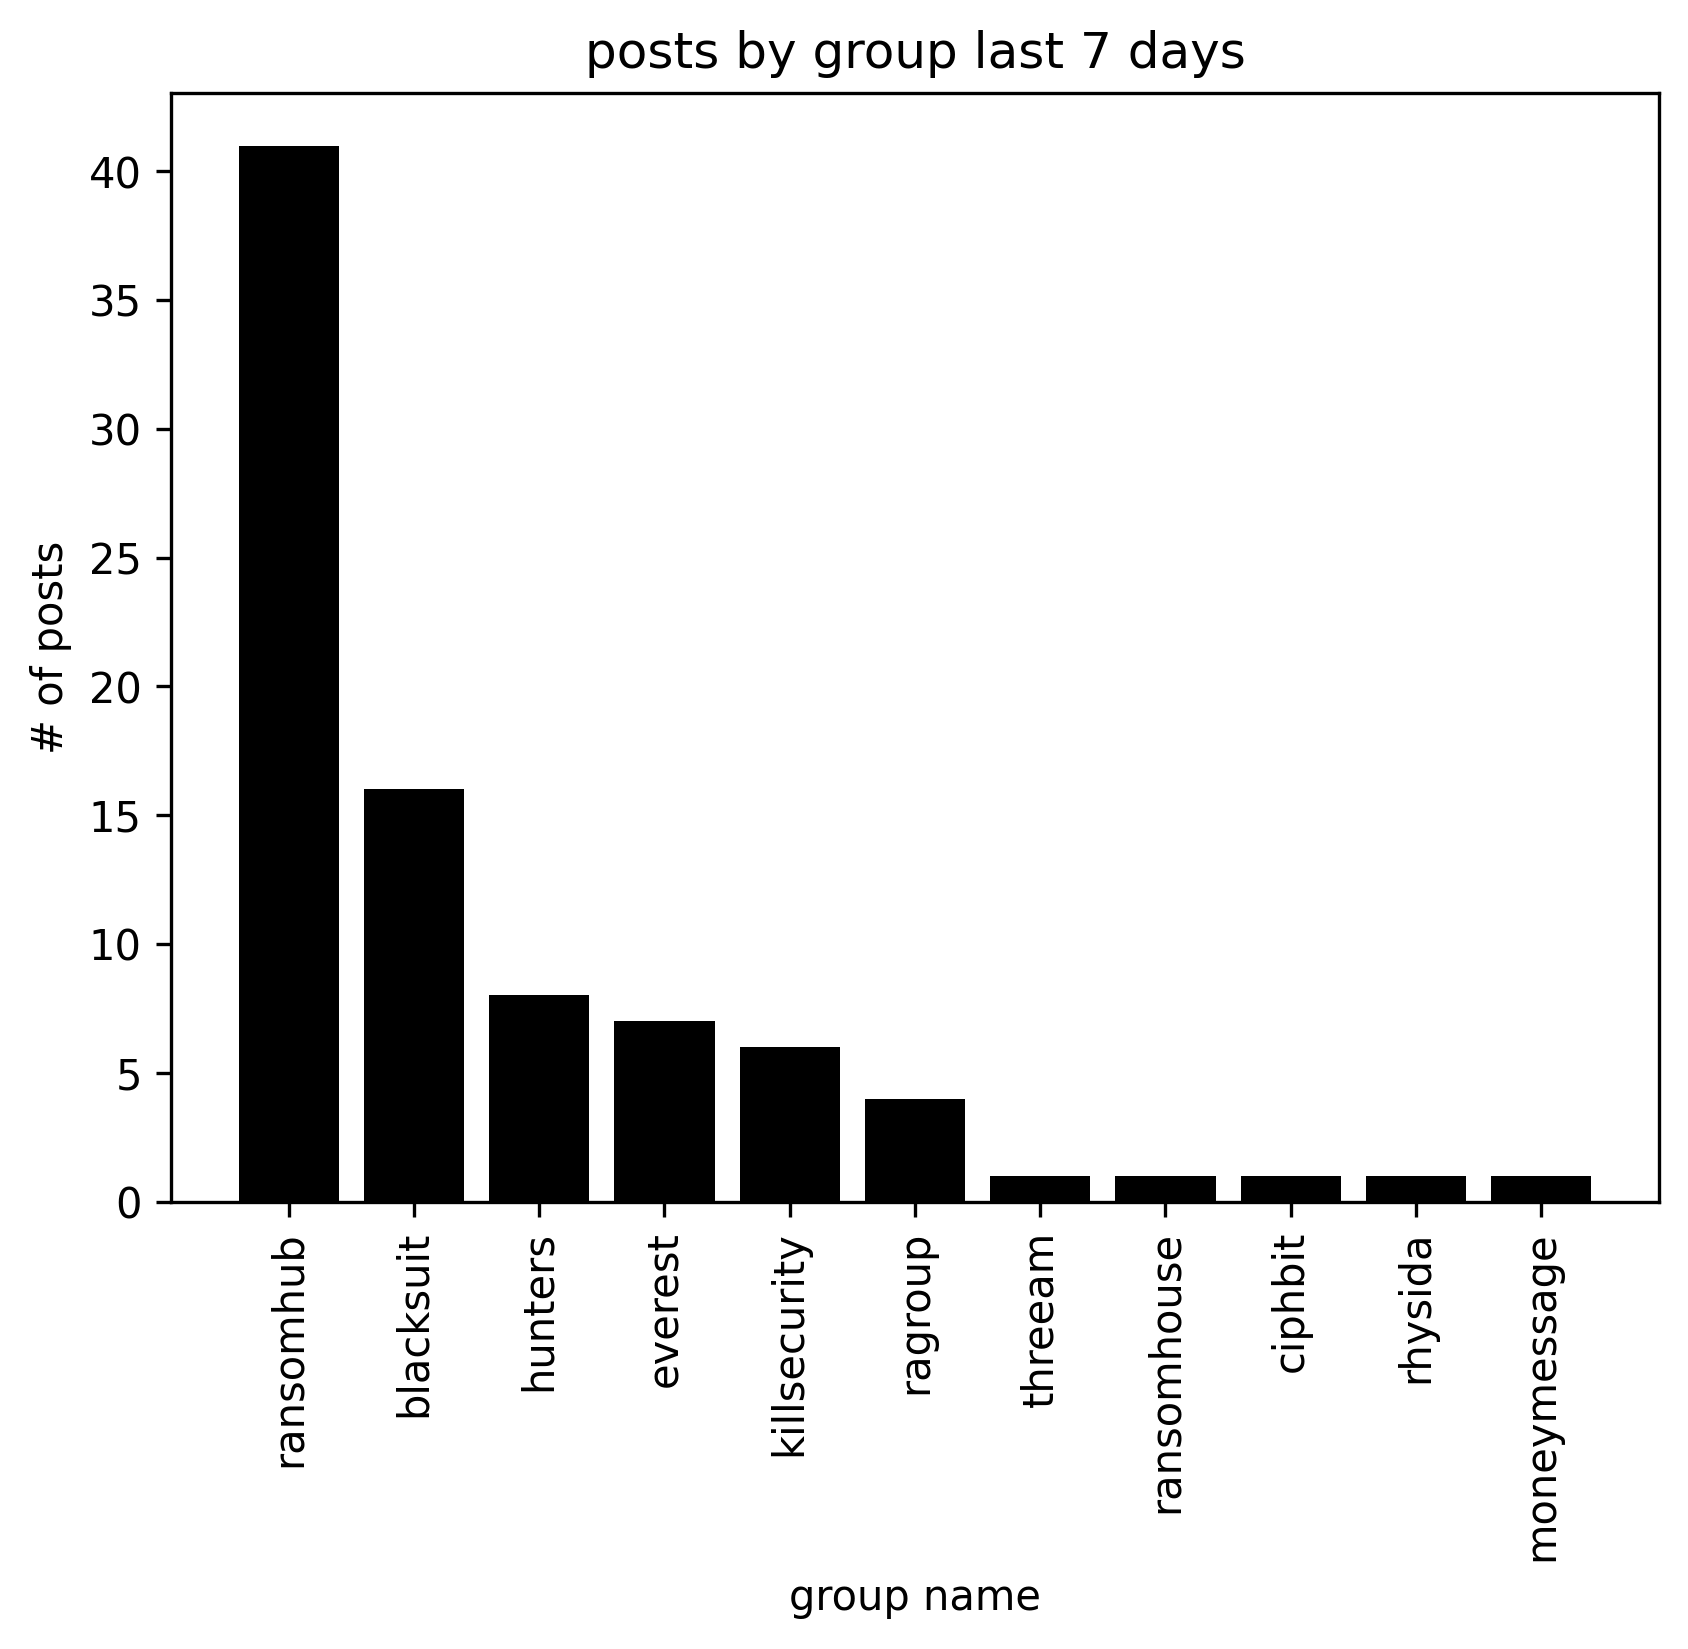 posts by group last 7 days
# of posts
40
35
30
25
20
15
10
5
0
ransomhub
blacksuit
hunters
everest
killsecurity
ragroup
threeam
ransomhouse
ciphbit
rhysida
moneymessage
group name